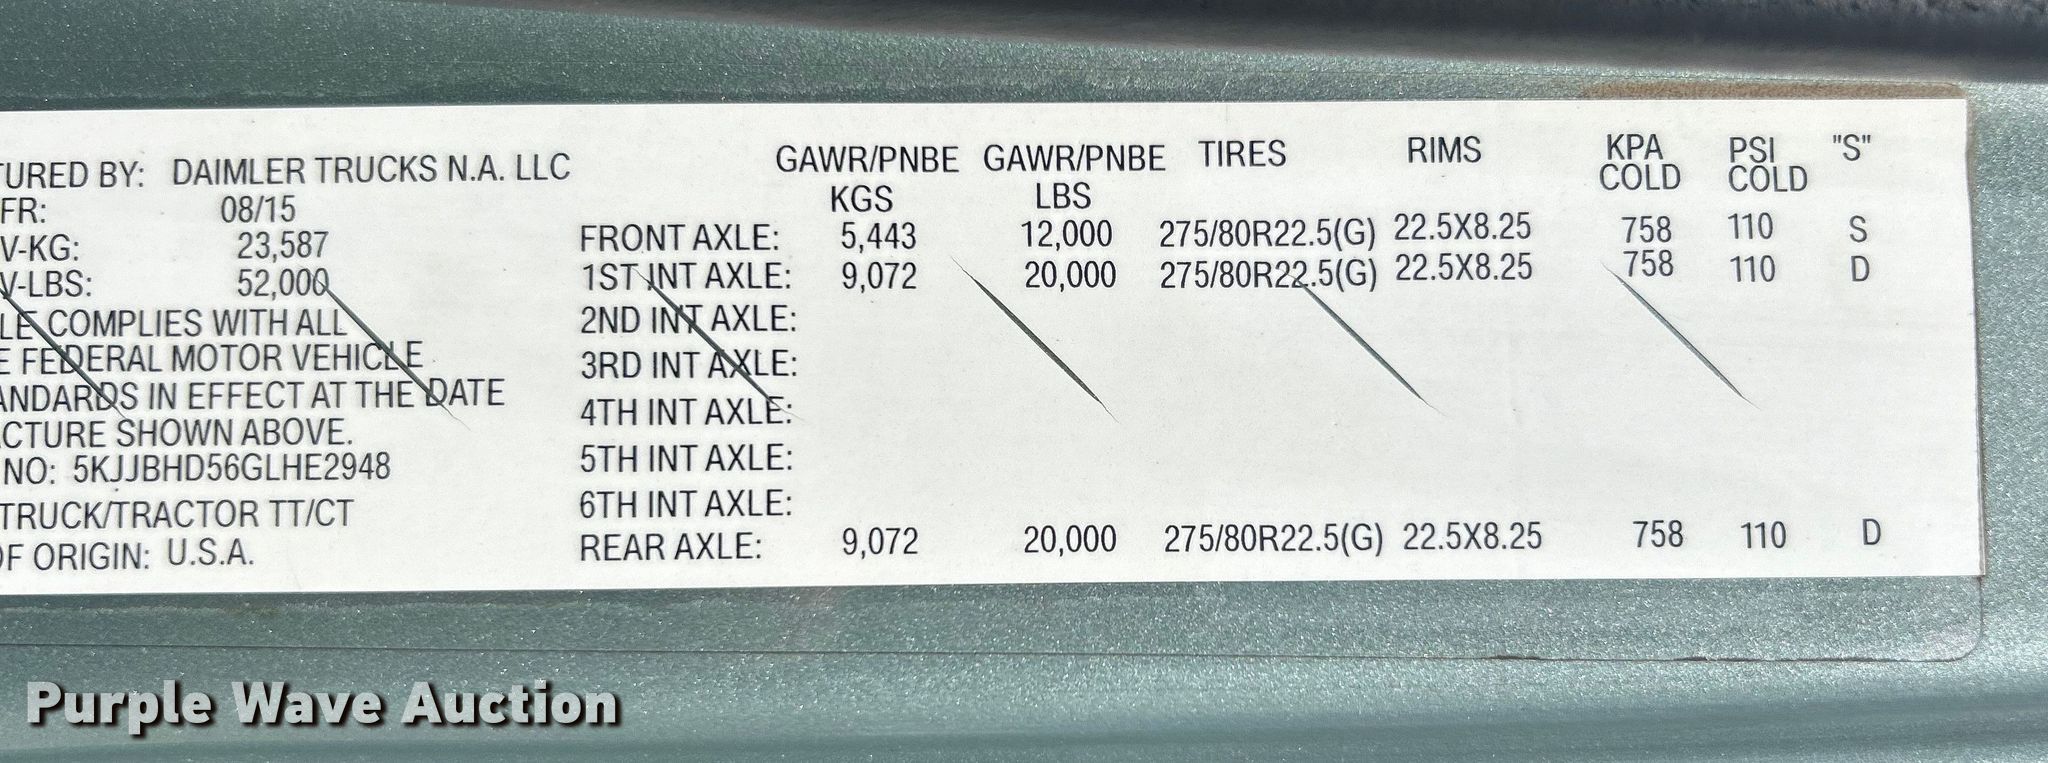 TURED BY: DAIMLER TRUCKS N.A. LLC
FR: 08/15
V-KG: 23,587
V-LBS: 52,000
LE COMPLIES WITH ALL
E FEDERAL MOTOR VEHICLE
ANDARDS IN EFFECT AT THE DATE
ACTURE SHOWN ABOVE.
NO: 5KJJBHD56GLHE2948
TRUCK/TRACTOR TT/CT
OF ORIGIN: U.S.A.
GAWR/PNBE KGS GAWR/PNBE LBS TIRES RIMS KPA COLD PSI COLD "S"
FRONT AXLE: 5,443 12,000 275/80R22.5(G) 22.5X8.25 758 110 S
1ST INT AXLE: 9,072 20,000 275/80R22.5(G) 22.5X8.25 758 110 D
2ND INT AXLE:
3RD INT AXLE:
4TH INT AXLE:
5TH INT AXLE:
6TH INT AXLE:
REAR AXLE: 9,072 20,000 275/80R22.5(G) 22.5X8.25 758 110 D
Purple Wave Auction